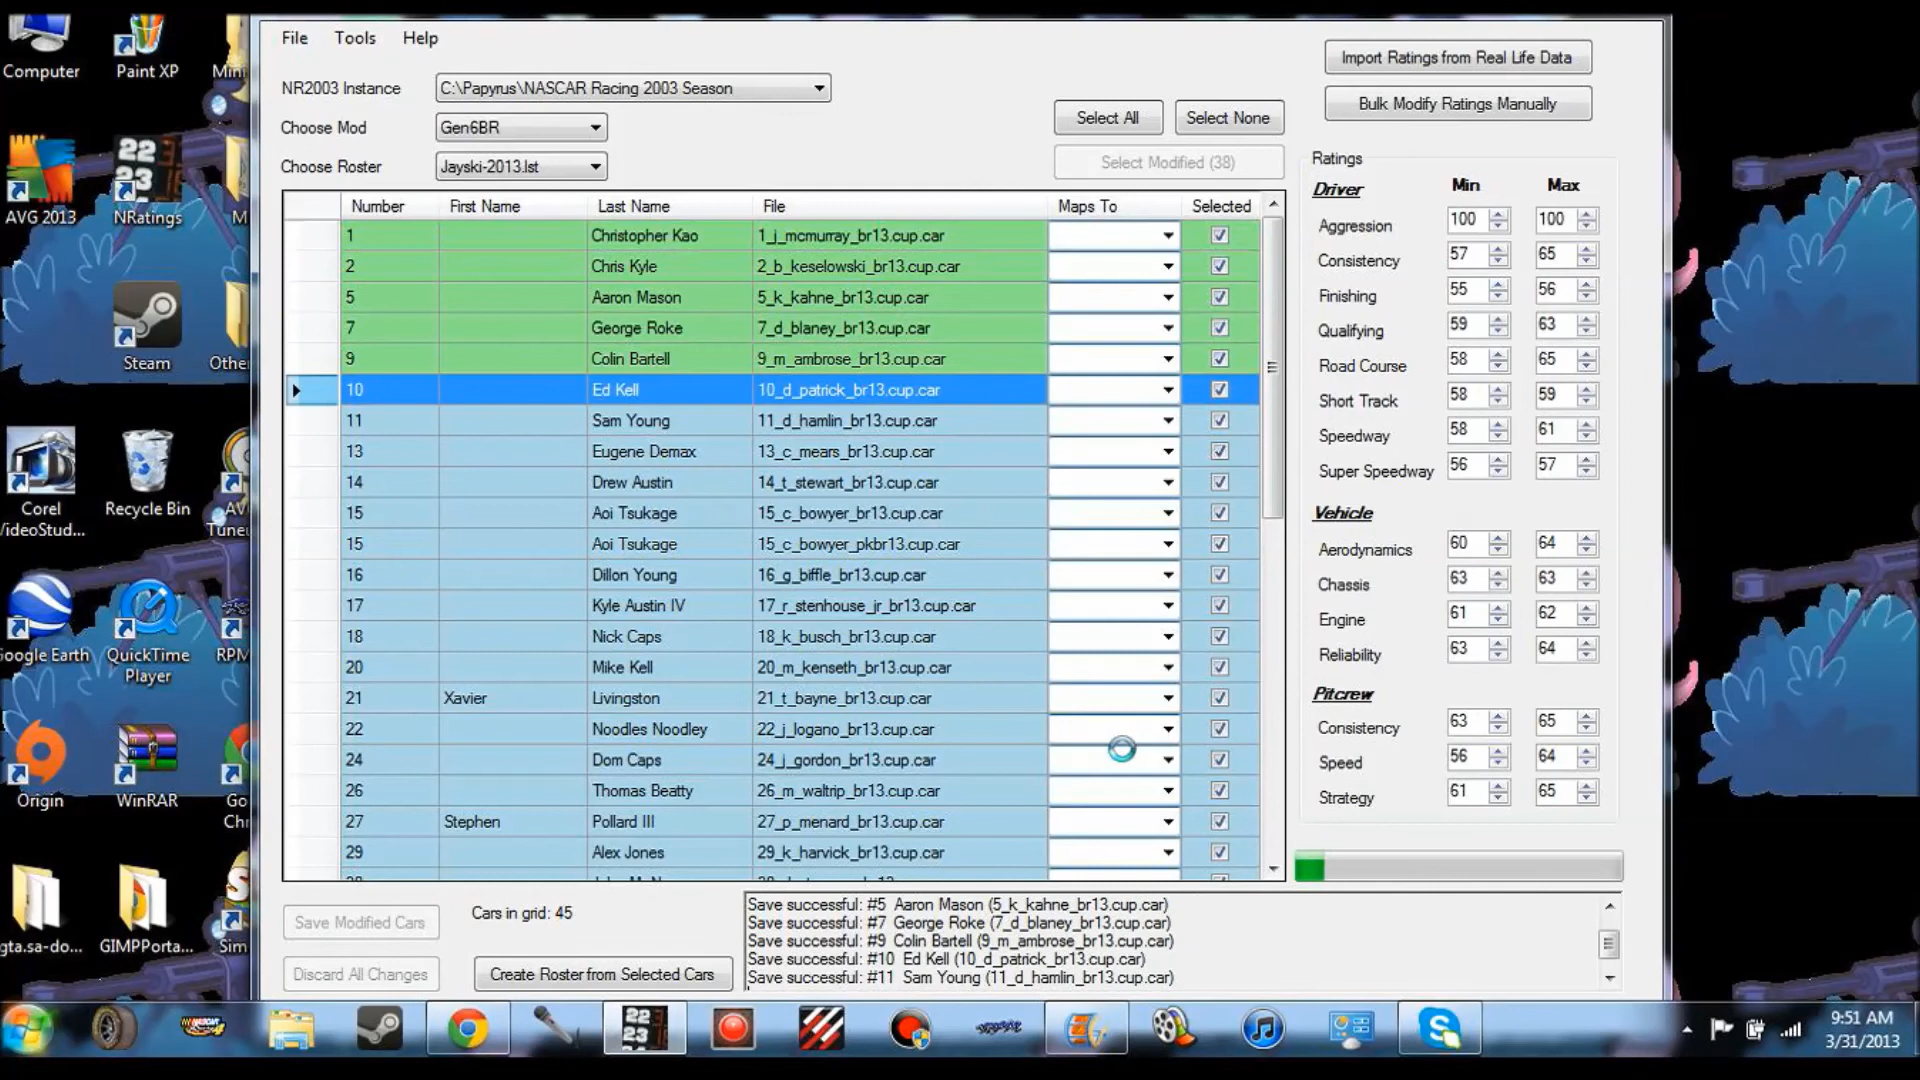 Computer
Paint XP
File Tools Help
Import Ratings from Real Life Data
NR2003 Instance C:\Papyrus\NASCAR Racing 2003 Season
Bulk Modify Ratings Manually
Choose Mod Gen6BR
Select All Select None
Choose Roster Jayski-2013.lst
Select Modified (38)
Ratings
Number First Name Last Name File Maps To Selected
1 Christopher Kao 1_j_mcmurray_br13.cup.car
2 Chris Kyle 2_b_keselowski_br13.cup.car
5 Aaron Mason 5_k_kahne_br13.cup.car
7 George Roke 7_d_blaney_br13.cup.car
9 Colin Bartell 9_m_ambrose_br13.cup.car
10 Ed Kell 10_d_patrick_br13.cup.car
11 Sam Young 11_d_hamlin_br13.cup.car
13 Eugene Demax 13_c_mears_br13.cup.car
14 Drew Austin 14_t_stewart_br13.cup.car
15 Aoi Tsukage 15_c_bowyer_br13.cup.car
15 Aoi Tsukage 15_c_bowyer_pkbr13.cup.car
16 Dillon Young 16_g_biffle_br13.cup.car
17 Kyle Austin IV 17_r_stenhouse_jr_br13.cup.car
18 Nick Caps 18_k_busch_br13.cup.car
20 Mike Kell 20_m_kenseth_br13.cup.car
21 Xavier Livingston 21_t_bayne_br13.cup.car
22 Noodles Noodley 22_j_logano_br13.cup.car
24 Dom Caps 24_j_gordon_br13.cup.car
26 Thomas Beatty 26_m_waltrip_br13.cup.car
27 Stephen Pollard III 27_p_menard_br13.cup.car
29 Alex Jones 29_k_harvick_br13.cup.car
Driver Min Max
Aggression 100 100
Consistency 57 65
Finishing 55 56
Qualifying 59 63
Road Course 58 65
Short Track 58 59
Speedway 58 61
Super Speedway 56 57
Vehicle
Aerodynamics 60 64
Chassis 63 63
Engine 61 62
Reliability 63 64
Pitcrew
Consistency 63 65
Speed 56 64
Strategy 61 65
Save Modified Cars
Cars in grid: 45
Discard All Changes
Create Roster from Selected Cars
Save successful: #5 Aaron Mason (5_k_kahne_br13.cup.car)
Save successful: #7 George Roke (7_d_blaney_br13.cup.car)
Save successful: #9 Colin Bartell (9_m_ambrose_br13.cup.car)
Save successful: #10 Ed Kell (10_d_patrick_br13.cup.car)
Save successful: #11 Sam Young (11_d_hamlin_br13.cup.car)
AVG 2013
NRatings
Steam
Othe
Corel
VideoStud...
Recycle Bin
AV
Tune
Google Earth
QuickTime
Player
RPM
Origin
WinRAR
Go
Chr
gta.sa-do...
GIMPPorta...
Sim
22
23
9:51 AM
3/31/2013